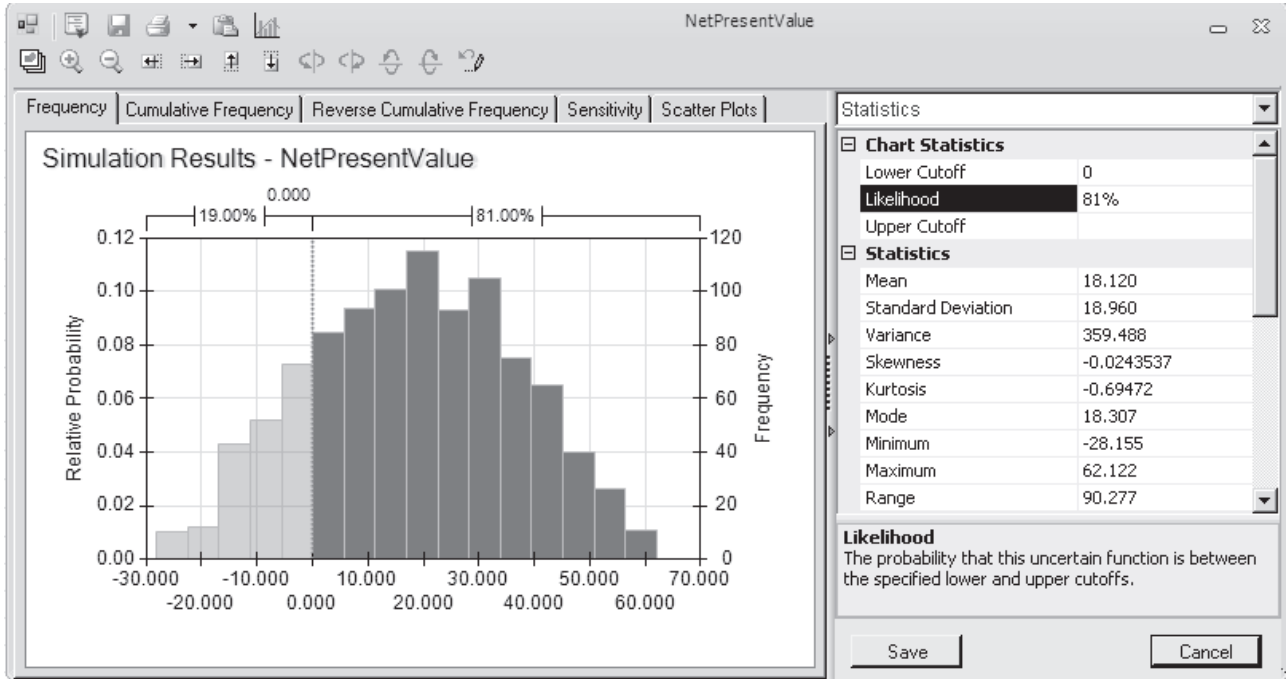 NetPresentValue
Frequency Cumulative Frequency Reverse Cumulative Frequency Sensitivity Scatter Plots
Simulation Results - NetPresentValue
0.000
19.00% 81.00%
0.12 120
0.10 100
0.08 80
0.06 60
0.04 40
0.02 20
0.00 0
Relative Probability
Frequency
-30.000 -10.000 10.000 30.000 50.000 70.000
-20.000 0.000 20.000 40.000 60.000
Statistics
Chart Statistics
Lower Cutoff 0
Likelihood 81%
Upper Cutoff
Statistics
Mean 18.120
Standard Deviation 18.960
Variance 359.488
Skewness -0.0243537
Kurtosis -0.69472
Mode 18.307
Minimum -28.155
Maximum 62.122
Range 90.277
Likelihood
The probability that this uncertain function is between
the specified lower and upper cutoffs.
Save Cancel